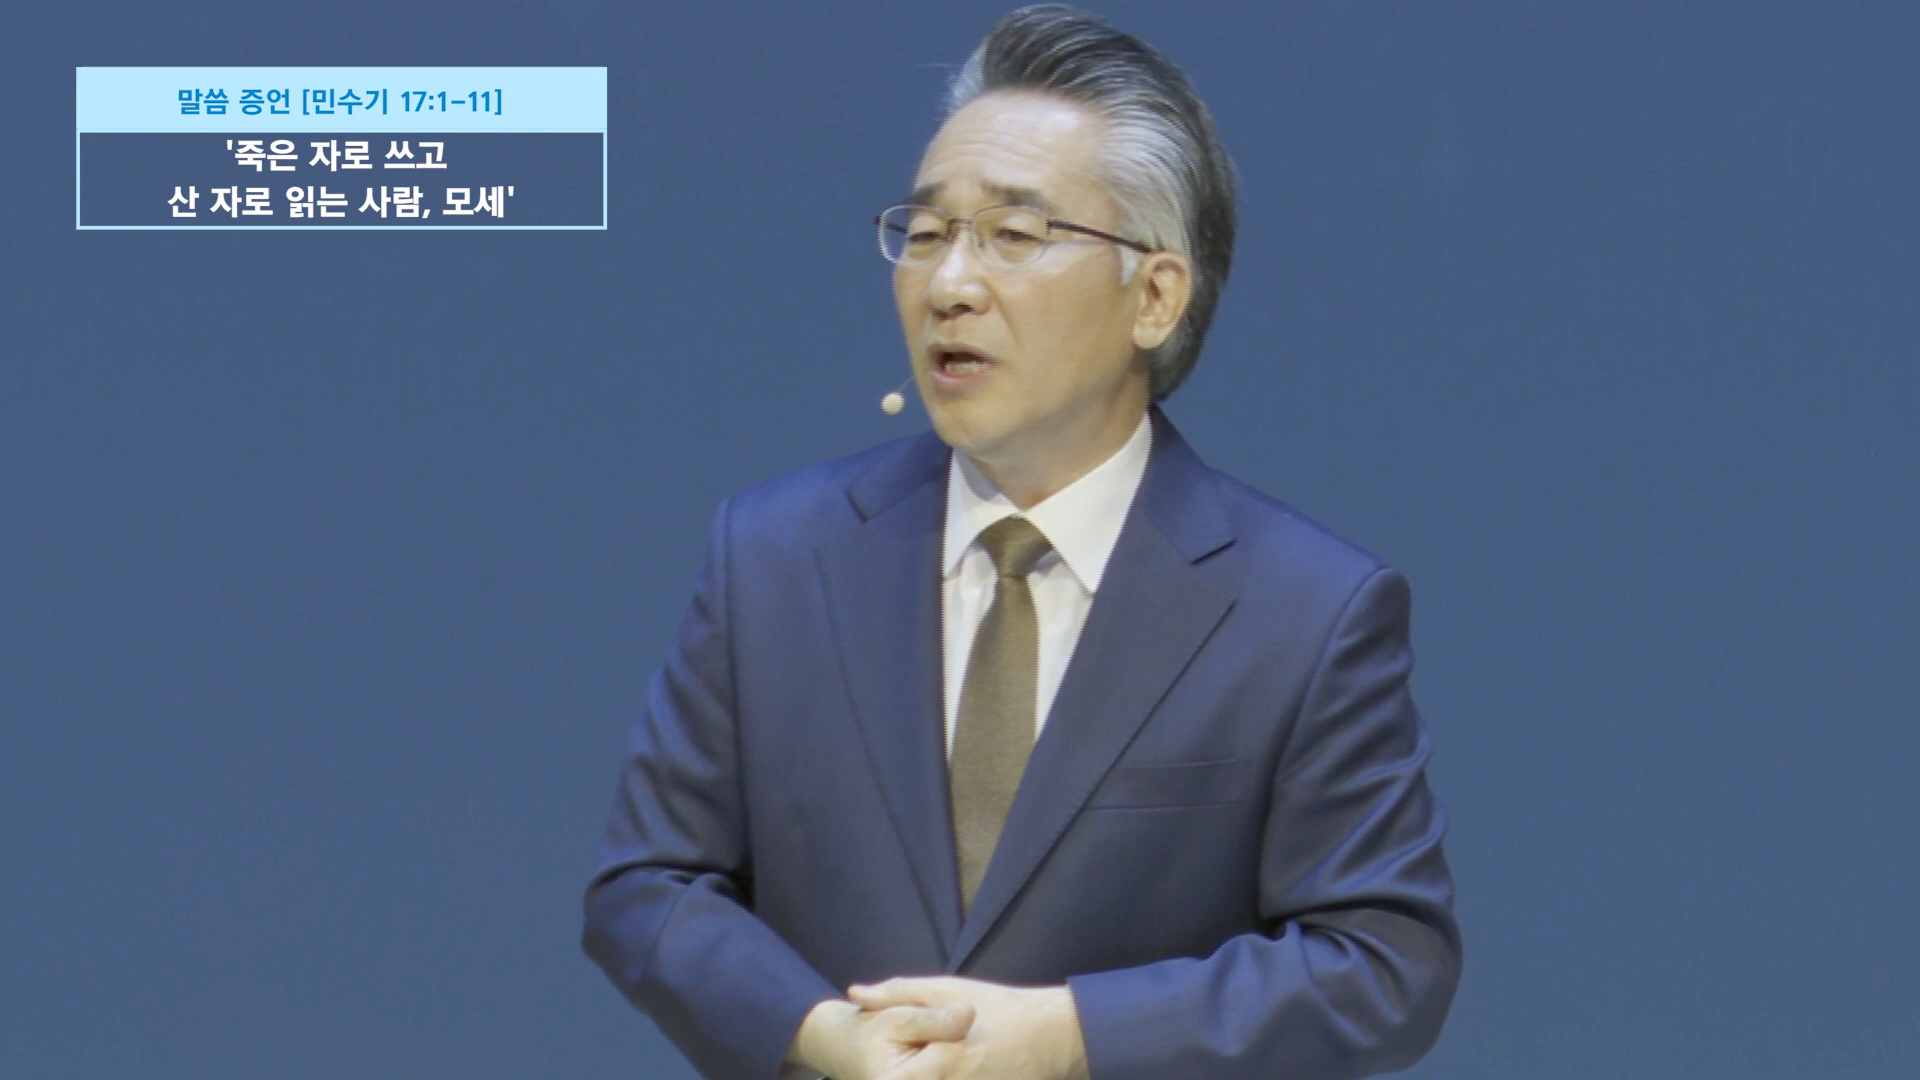 말씀 증언 [민수기 17:1-11]
'죽은 자로 쓰고
산 자로 읽는 사람, 모세'